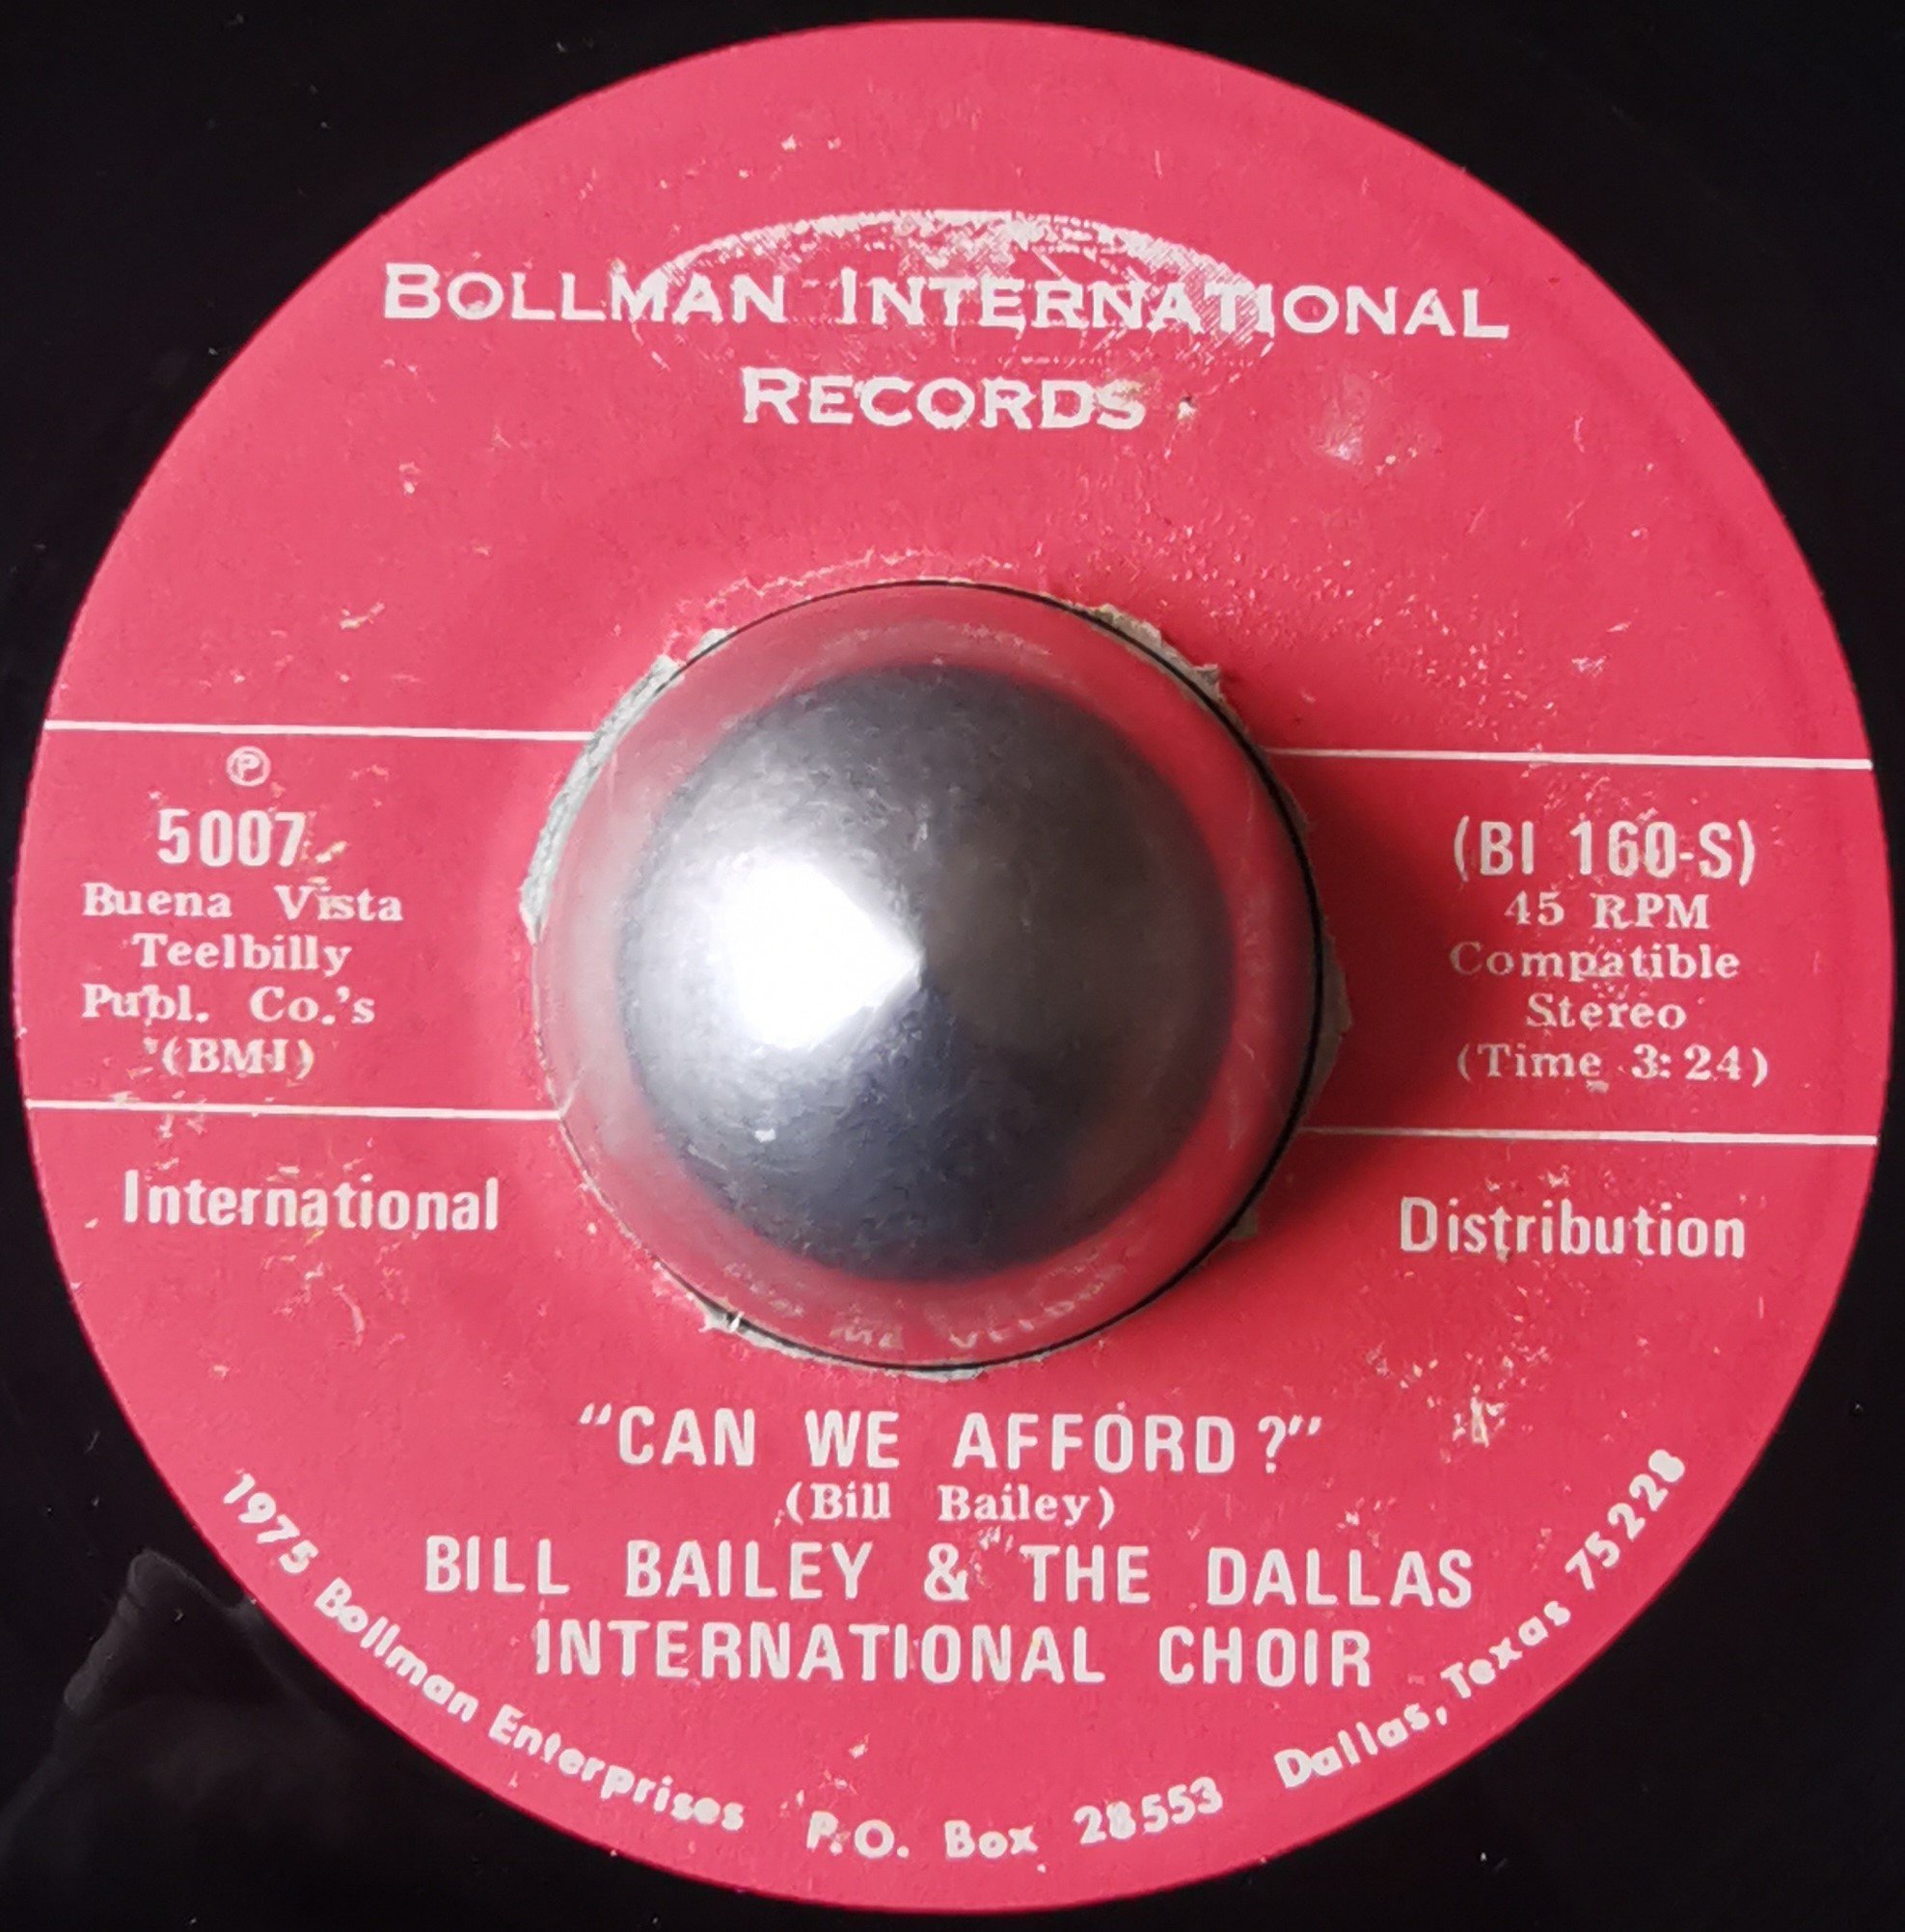 BOLLMAN INTERNATIONAL
RECORDS
℗
5007
Buena Vista
Teelbilly
Publ. Co.'s
(BMI)
(BI 160-S)
45 RPM
Compatible
Stereo
(Time 3:24)
International
Distribution
"CAN WE AFFORD?"
(Bill Bailey)
BILL BAILEY & THE DALLAS
INTERNATIONAL CHOIR
1975 Bollman Enterprises P.O. Box 28553 Dallas, Texas 75228